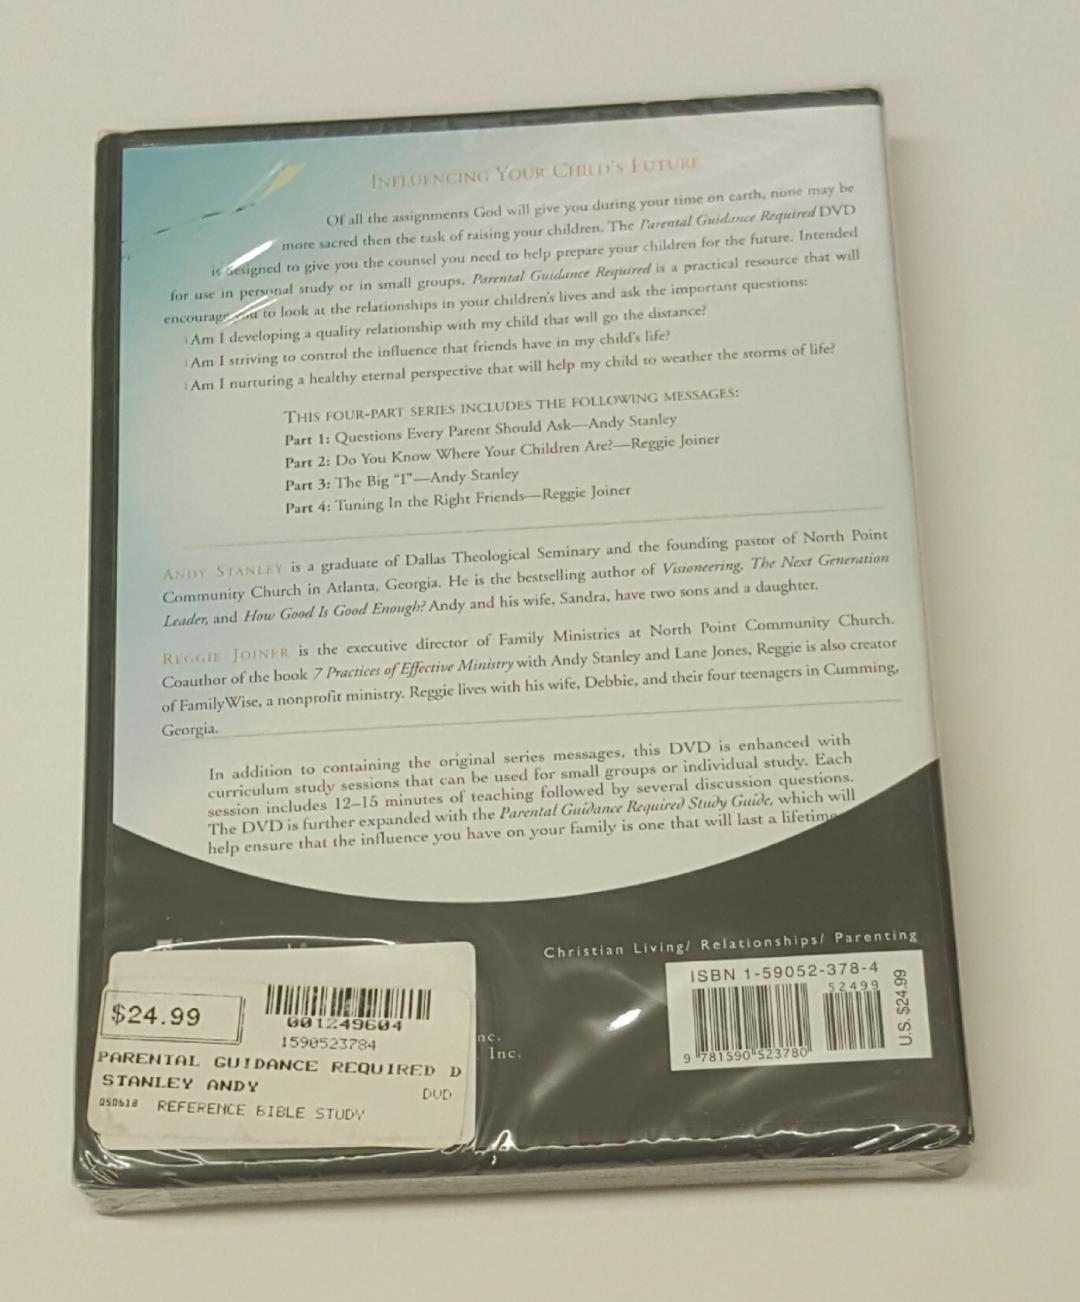 INFLUENCING YOUR CHILD'S FUTURE
Of all the assignments God will give you during your time on earth, none may be
more sacred then the task of raising your children. The Parental Guidance Required DVD
is designed to give you the counsel you need to help prepare your children for the future. Intended
for use in personal study or in small groups, Parental Guidance Required is a practical resource that will
encourage you to look at the relationships in your children's lives and ask the important questions:
Am I developing a quality relationship with my child that will go the distance?
Am I striving to control the influence that friends have in my child's life?
Am I nurturing a healthy eternal perspective that will help my child to weather the storms of life?
THIS FOUR-PART SERIES INCLUDES THE FOLLOWING MESSAGES:
Part 1: Questions Every Parent Should Ask—Andy Stanley
Part 2: Do You Know Where Your Children Are?—Reggie Joiner
Part 3: The Big "I"—Andy Stanley
Part 4: Tuning In the Right Friends—Reggie Joiner
ANDY STANLEY is a graduate of Dallas Theological Seminary and the founding pastor of North Point
Community Church in Atlanta, Georgia. He is the bestselling author of Visioneering, The Next Generation
Leader, and How Good Is Good Enough? Andy and his wife, Sandra, have two sons and a daughter.
REGGIE JOINER is the executive director of Family Ministries at North Point Community Church.
Coauthor of the book 7 Practices of Effective Ministry with Andy Stanley and Lane Jones, Reggie is also creator
of FamilyWise, a nonprofit ministry. Reggie lives with his wife, Debbie, and their four teenagers in Cumming,
Georgia.
In addition to containing the original series messages, this DVD is enhanced with
curriculum study sessions that can be used for small groups or individual study. Each
session includes 12–15 minutes of teaching followed by several discussion questions.
The DVD is further expanded with the Parental Guidance Required Study Guide, which will
help ensure that the influence you have on your family is one that will last a lifetime
Christian Living/ Relationships/ Parenting
ISBN 1-59052-378-4
52499
9 781590 523780
U.S. $24.99
nc.
Inc.
$24.99
001249604
1590523784
PARENTAL GUIDANCE REQUIRED D
STANLEY ANDY
DVD
050618 REFERENCE BIBLE STUDY